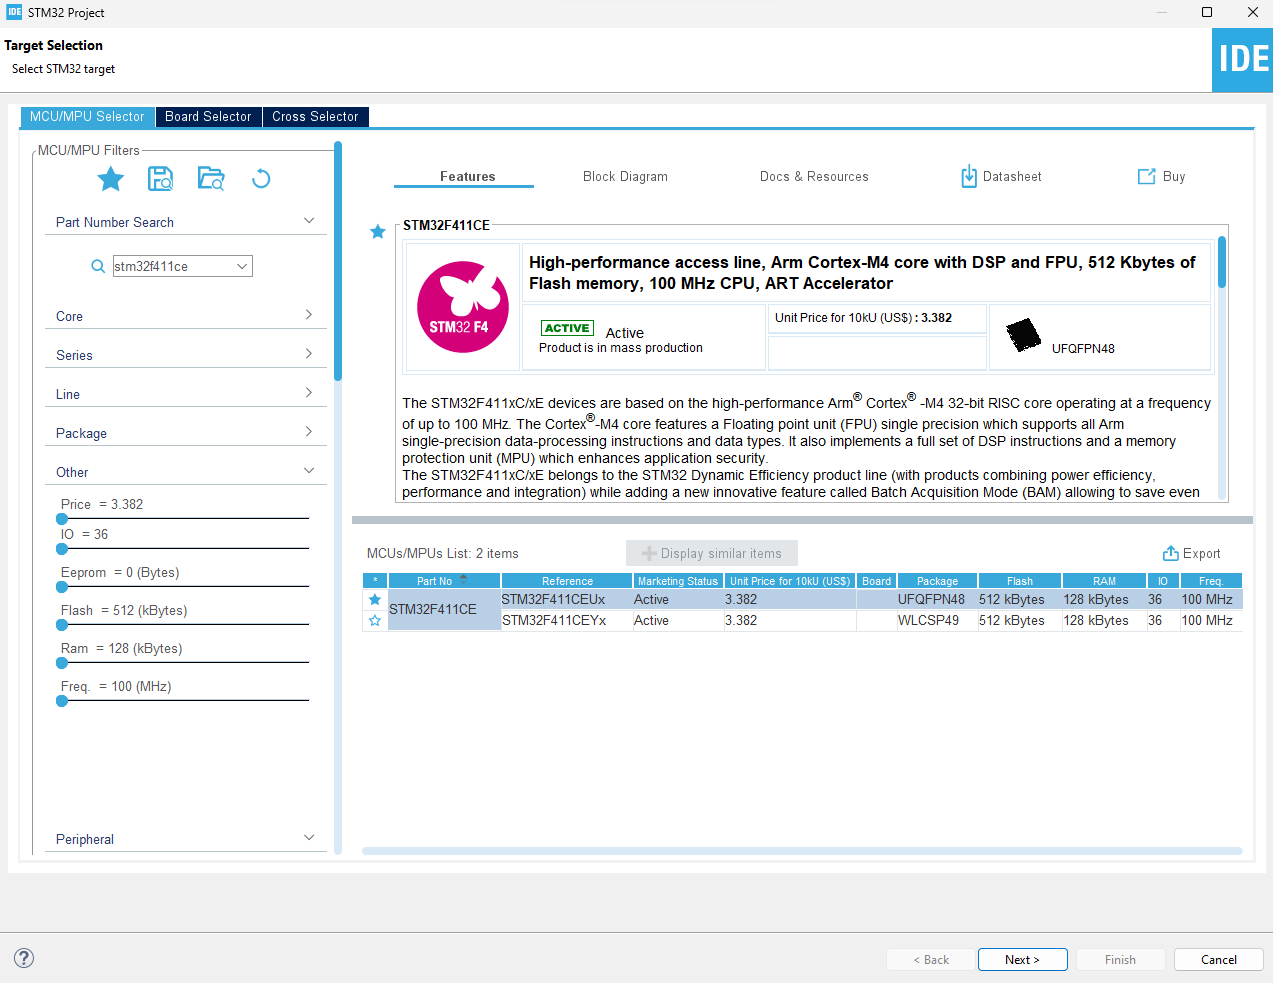 IDE STM32 Project
Target Selection
Select STM32 target
IDE
MCU/MPU Selector Board Selector Cross Selector
MCU/MPU Filters
Part Number Search
stm32f411ce
Core
Series
Line
Package
Other
Price = 3.382
IO = 36
Eeprom = 0 (Bytes)
Flash = 512 (kBytes)
Ram = 128 (kBytes)
Freq. = 100 (MHz)
Peripheral
Features Block Diagram Docs & Resources Datasheet Buy
STM32F411CE
STM32 F4
High-performance access line, Arm Cortex-M4 core with DSP and FPU, 512 Kbytes of
Flash memory, 100 MHz CPU, ART Accelerator
ACTIVE Active
Product is in mass production
Unit Price for 10kU (US$) : 3.382
UFQFPN48
The STM32F411xC/xE devices are based on the high-performance Arm® Cortex® -M4 32-bit RISC core operating at a frequency
of up to 100 MHz. The Cortex®-M4 core features a Floating point unit (FPU) single precision which supports all Arm
single-precision data-processing instructions and data types. It also implements a full set of DSP instructions and a memory
protection unit (MPU) which enhances application security.
The STM32F411xC/xE belongs to the STM32 Dynamic Efficiency product line (with products combining power efficiency,
performance and integration) while adding a new innovative feature called Batch Acquisition Mode (BAM) allowing to save even
MCUs/MPUs List: 2 items Display similar items Export
* Part No Reference Marketing Status Unit Price for 10kU (US$) Board Package Flash RAM IO Freq.
STM32F411CE STM32F411CEUx Active 3.382 UFQFPN48 512 kBytes 128 kBytes 36 100 MHz
STM32F411CEYx Active 3.382 WLCSP49 512 kBytes 128 kBytes 36 100 MHz
? < Back Next > Finish Cancel